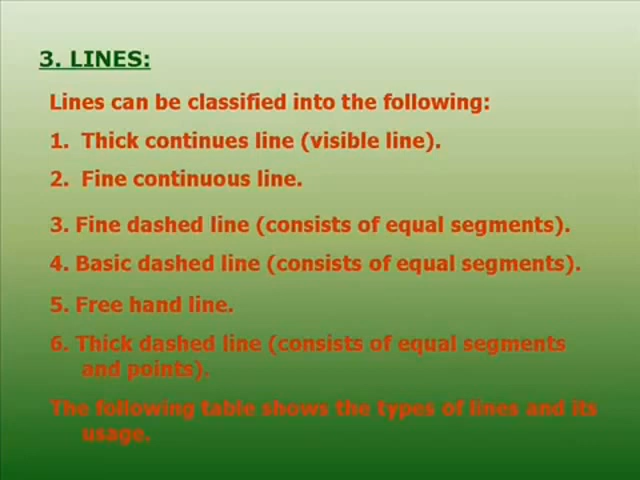 3. LINES:
Lines can be classified into the following:
1. Thick continues line (visible line).
2. Fine continuous line.
3. Fine dashed line (consists of equal segments).
4. Basic dashed line (consists of equal segments).
5. Free hand line.
6. Thick dashed line (consists of equal segments
and points).
The following table shows the types of lines and its
usage.